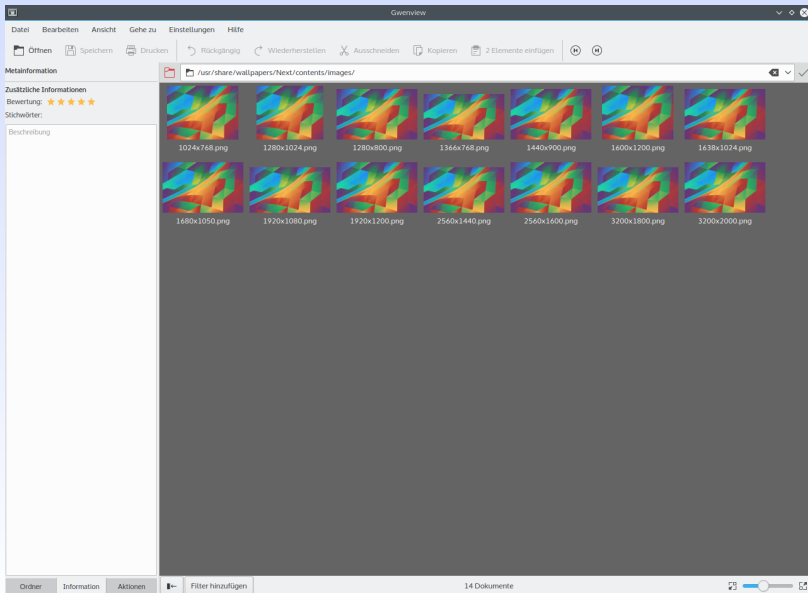 Gwenview
Datei Bearbeiten Ansicht Gehe zu Einstellungen Hilfe
Öffnen Speichern Drucken Rückgängig Wiederherstellen Ausschneiden Kopieren 2 Elemente einfügen
Metainformation
/usr/share/wallpapers/Next/contents/images/
Zusätzliche Informationen
Bewertung:
Stichwörter:
Beschreibung
1024x768.png 1280x1024.png 1280x800.png 1366x768.png 1440x900.png 1600x1200.png 1638x1024.png
1680x1050.png 1920x1080.png 1920x1200.png 2560x1440.png 2560x1600.png 3200x1800.png 3200x2000.png
Ordner Information Aktionen Filter hinzufügen 14 Dokumente